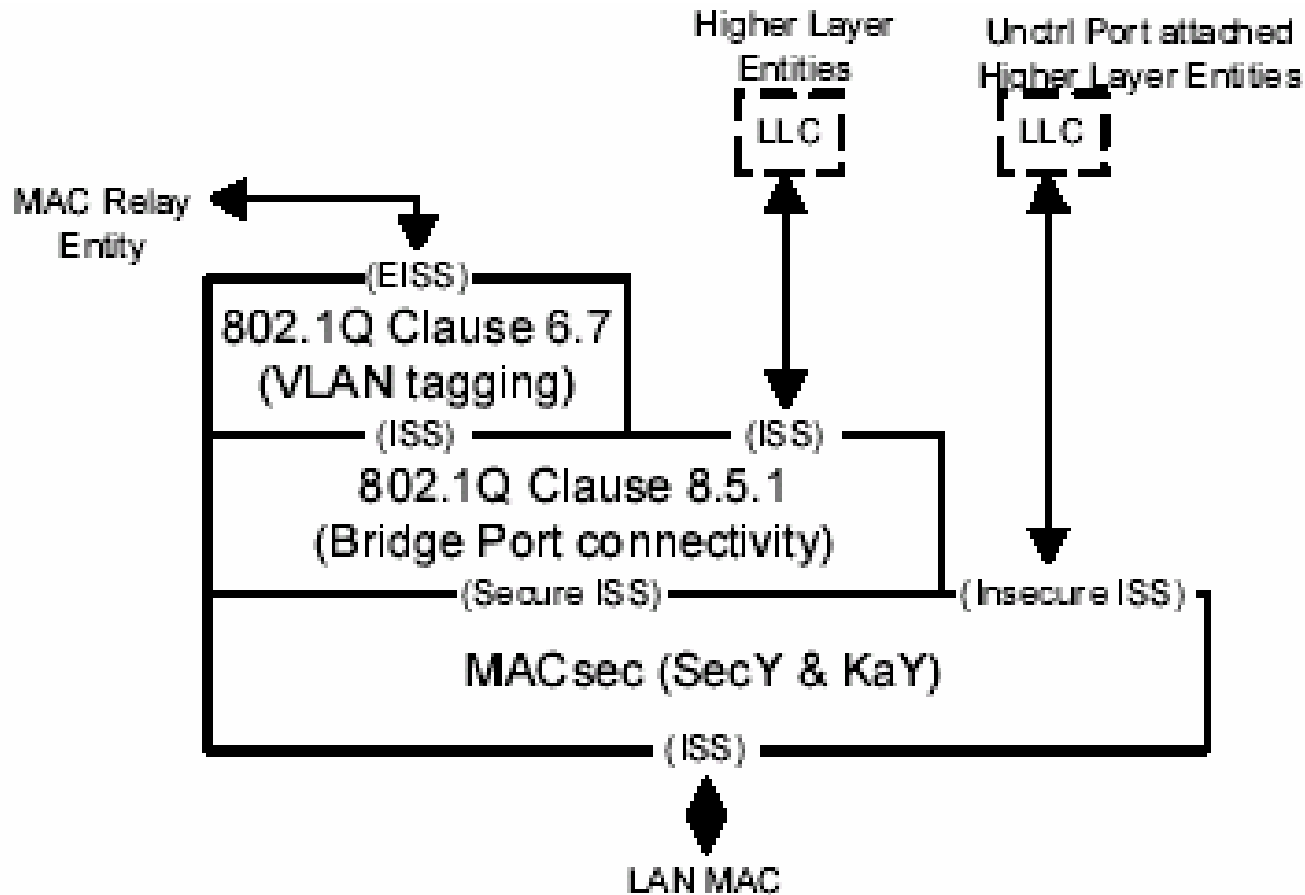 Higher Layer
Entities
Unctrl Port attached
Higher Layer Entities
LLC
LLC
MAC Relay
Entity
(EISS)
802.1Q Clause 6.7
(VLAN tagging)
(ISS)
(ISS)
802.1Q Clause 8.5.1
(Bridge Port connectivity)
(Secure ISS)
(Insecure ISS)
MACsec (SecY & KaY)
(ISS)
LAN MAC